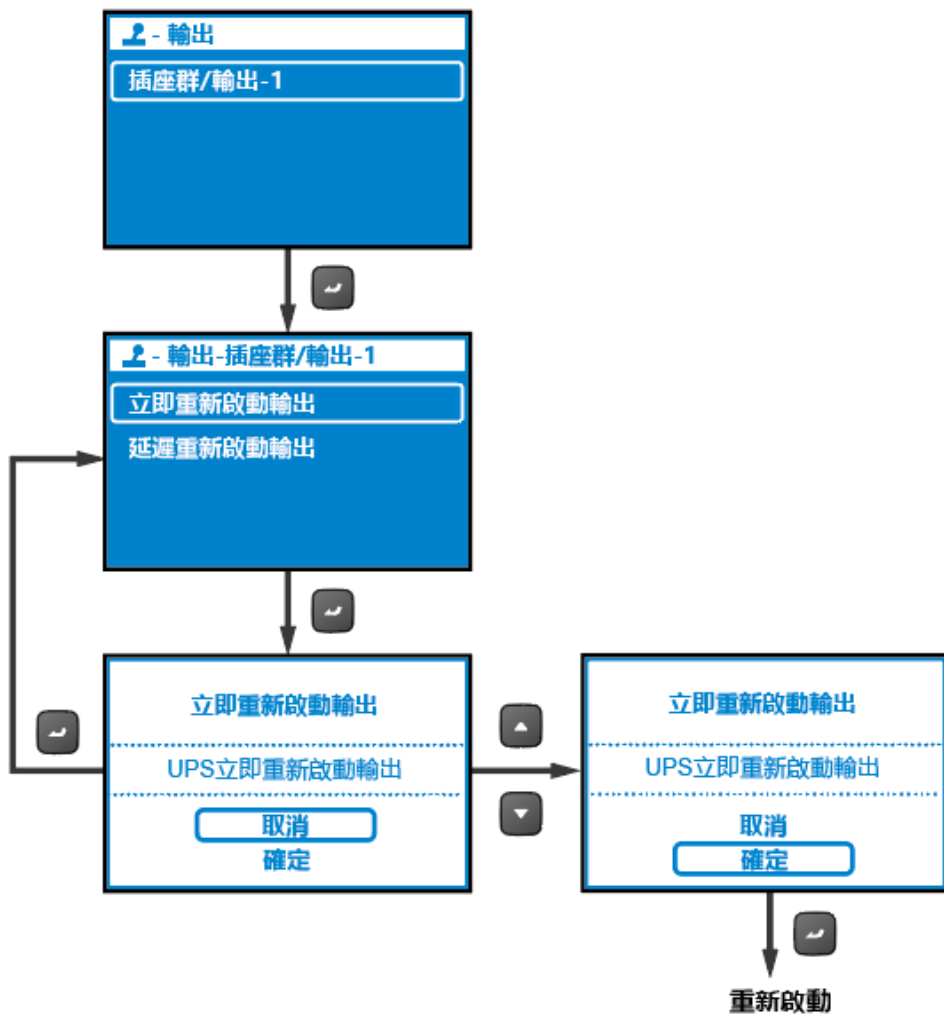 - 輸出
插座群/輸出-1
- 輸出-插座群/輸出-1
立即重新啟動輸出
延遲重新啟動輸出
立即重新啟動輸出
UPS立即重新啟動輸出
取消
確定
立即重新啟動輸出
UPS立即重新啟動輸出
取消
確定
重新啟動